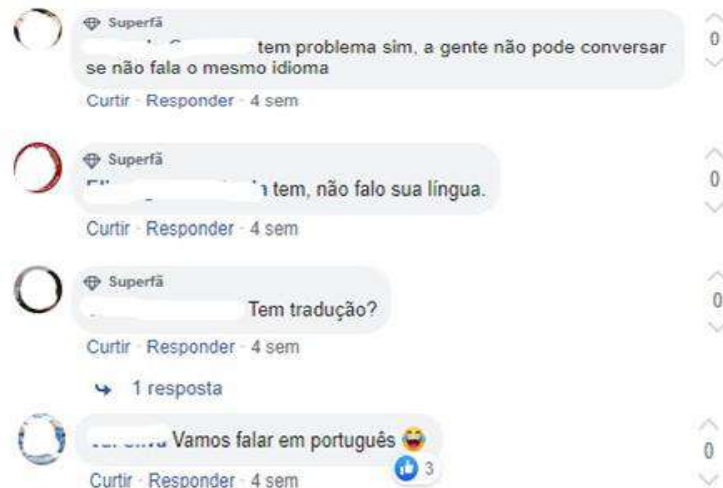 Superfã
tem problema sim, a gente não pode conversar
se não fala o mesmo idioma
Curtir · Responder · 4 sem
0
Superfã
tem, não falo sua língua.
Curtir · Responder · 4 sem
0
Superfã
Tem tradução?
Curtir · Responder · 4 sem
0
1 resposta
Vamos falar em português 😂
3
Curtir · Responder · 4 sem
0